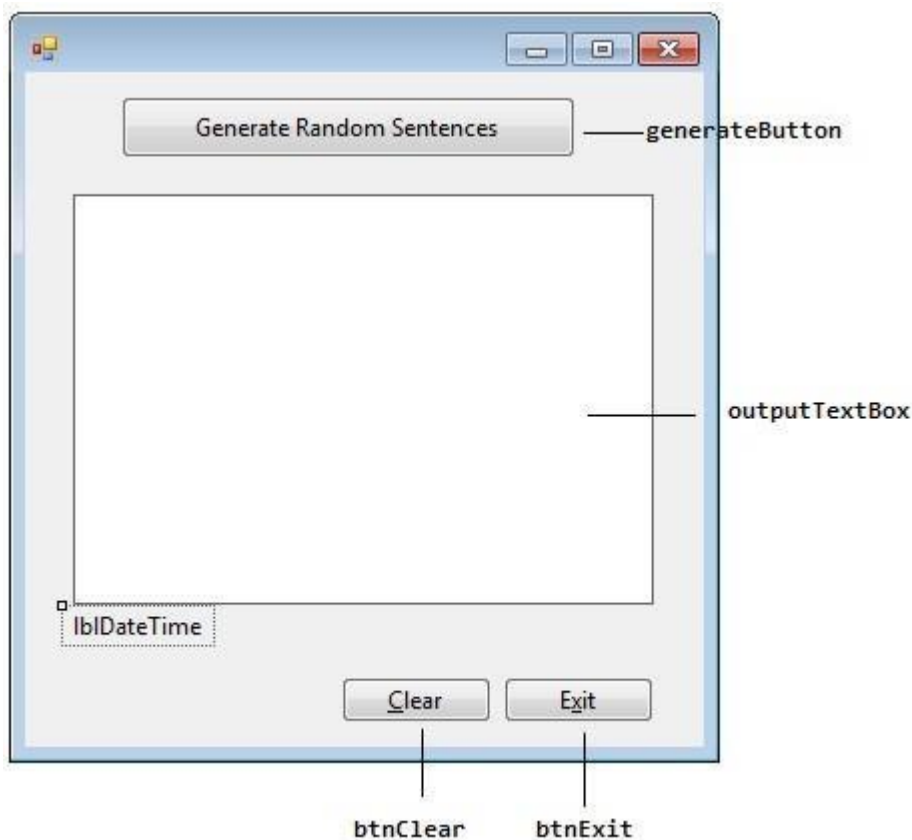 Generate Random Sentences
generateButton
outputTextBox
lblDateTime
Clear
Exit
btnClear
btnExit